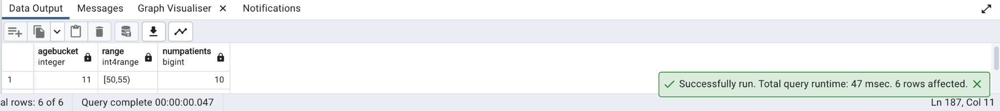 Data Output Messages Graph Visualiser × Notifications
agebucket range numpatients
integer int4range bigint
1 11 [50,55) 10
Successfully run. Total query runtime: 47 msec. 6 rows affected. ×
al rows: 6 of 6 Query complete 00:00:00.047 Ln 187, Col 11